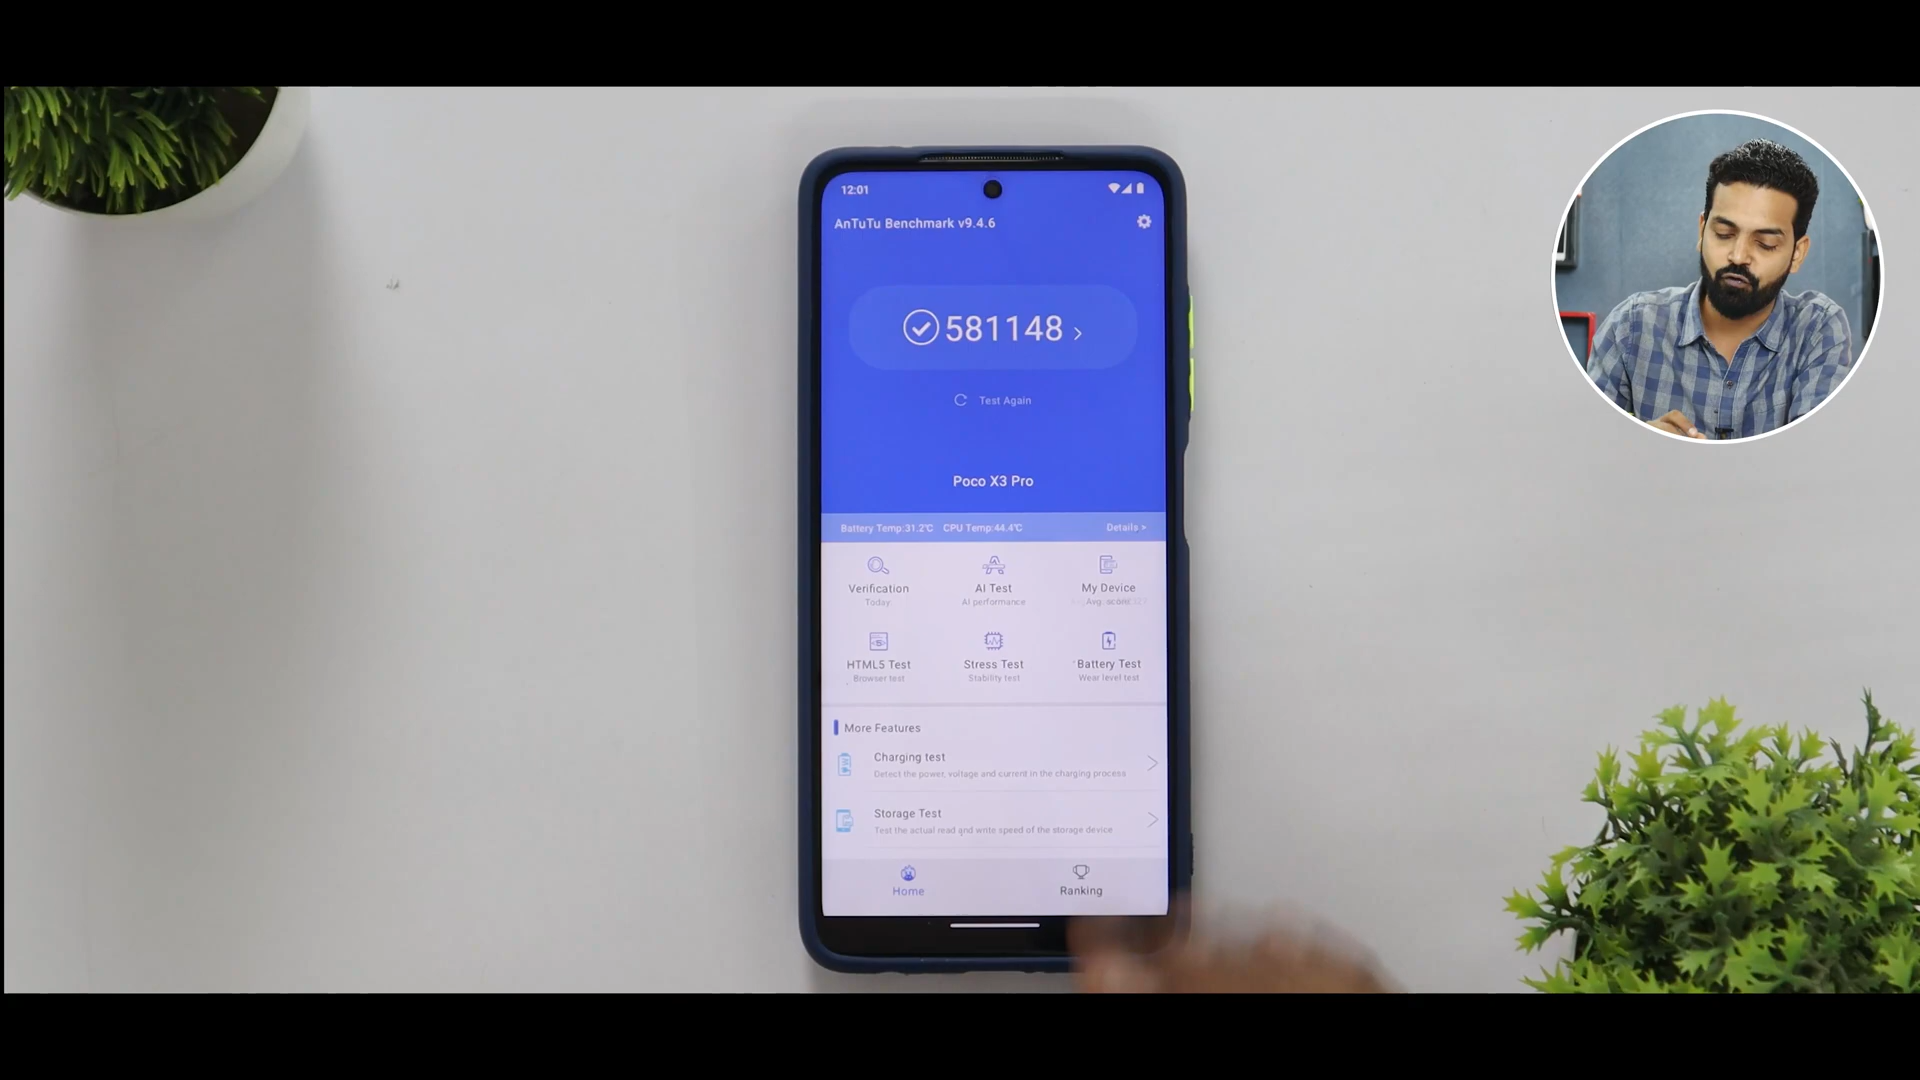 12:01
AnTuTu Benchmark v9.4.6
581148
Test Again
Poco X3 Pro
Battery Temp:31.2℃ CPU Temp:44.4℃ Details >
Verification AI Test My Device
Today AI performance Avg. score
HTML5 Test Stress Test Battery Test
Browser test Stability test Wear level test
More Features
Charging test
Detect the power, voltage and current in the charging process
Storage Test
Test the actual read and write speed of the storage device
Home Ranking